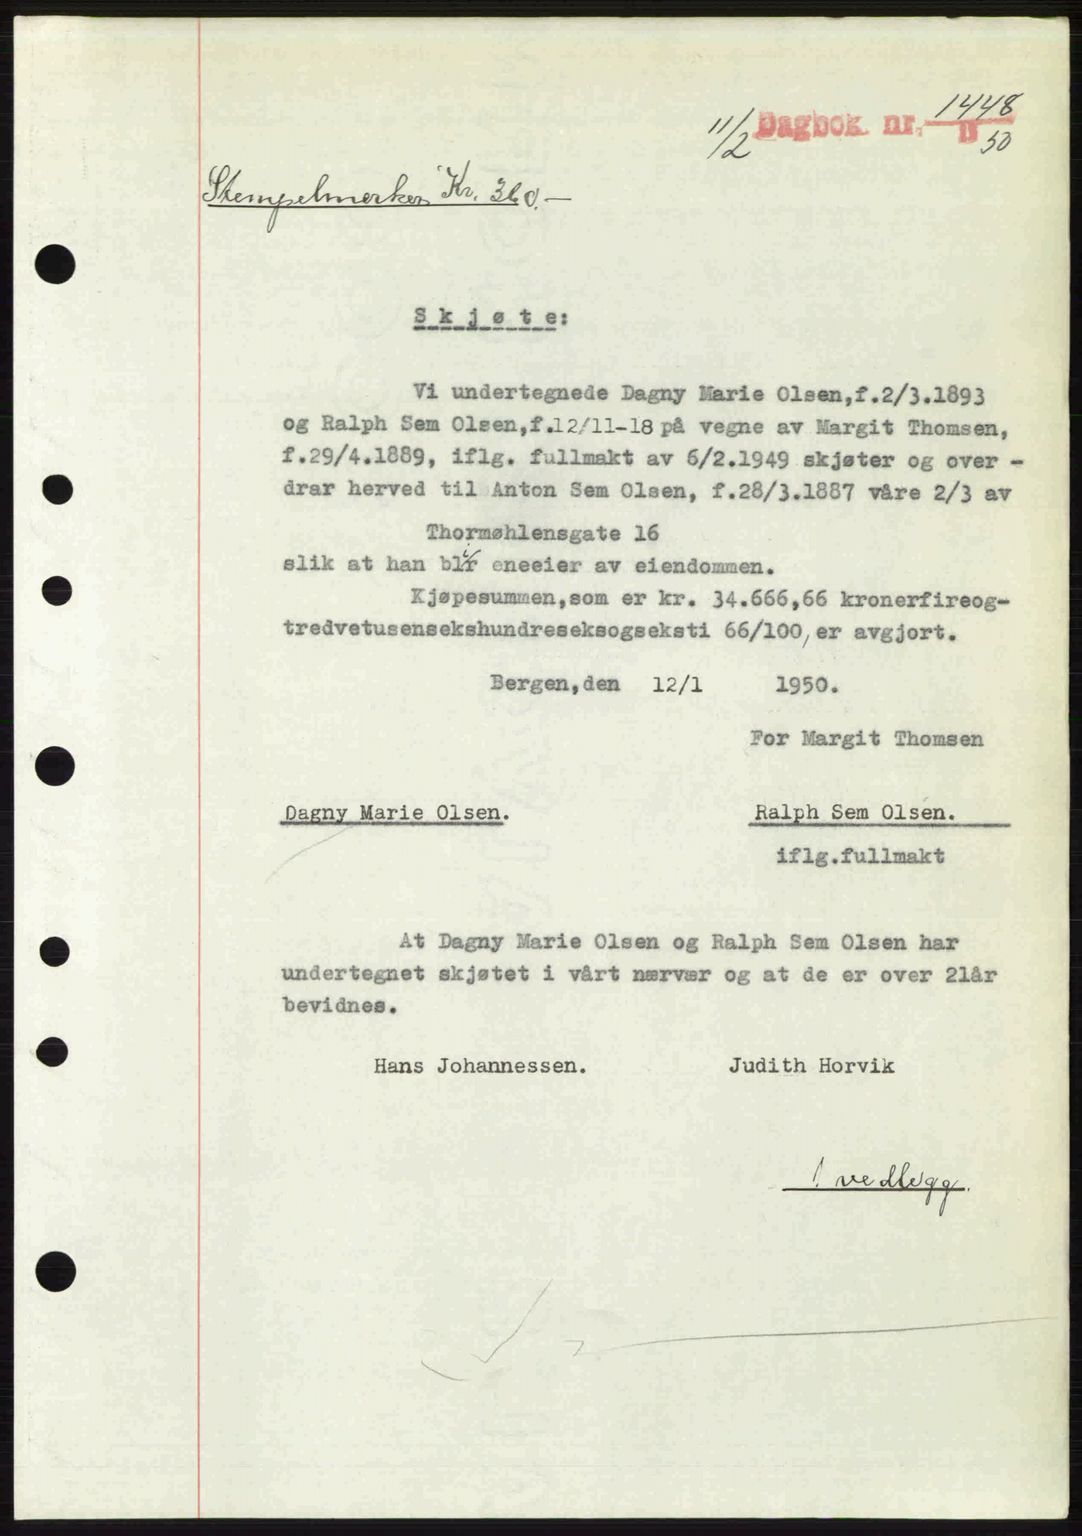 11/2 Dagbok nr. 1448
B 50
Stempelmerker Kr. 360.—
Skjøte:
Vi undertegnede Dagny Marie Olsen,f.2/3.1893
og Ralph Sem Olsen,f.12/11-18 på vegne av Margit Thomsen,
f.29/4.1889, iflg. fullmakt av 6/2.1949 skjøter og over -
drar herved til Anton Sem Olsen, f.28/3.1887 våre 2/3 av
Thormøhlensgate 16
slik at han blir eneeier av eiendommen.
Kjøpesummen,som er kr. 34.666,66 kronerfireog-
tredvetusensekshundreseksogseksti 66/100, er avgjort.
Bergen,den 12/1 1950.
For Margit Thomsen
Dagny Marie Olsen. Ralph Sem Olsen.
iflg.fullmakt
At Dagny Marie Olsen og Ralph Sem Olsen har
undertegnet skjøtet i vårt nærvær og at de er over 21år
bevidnes.
Hans Johannessen. Judith Horvik
1 vedlegg.